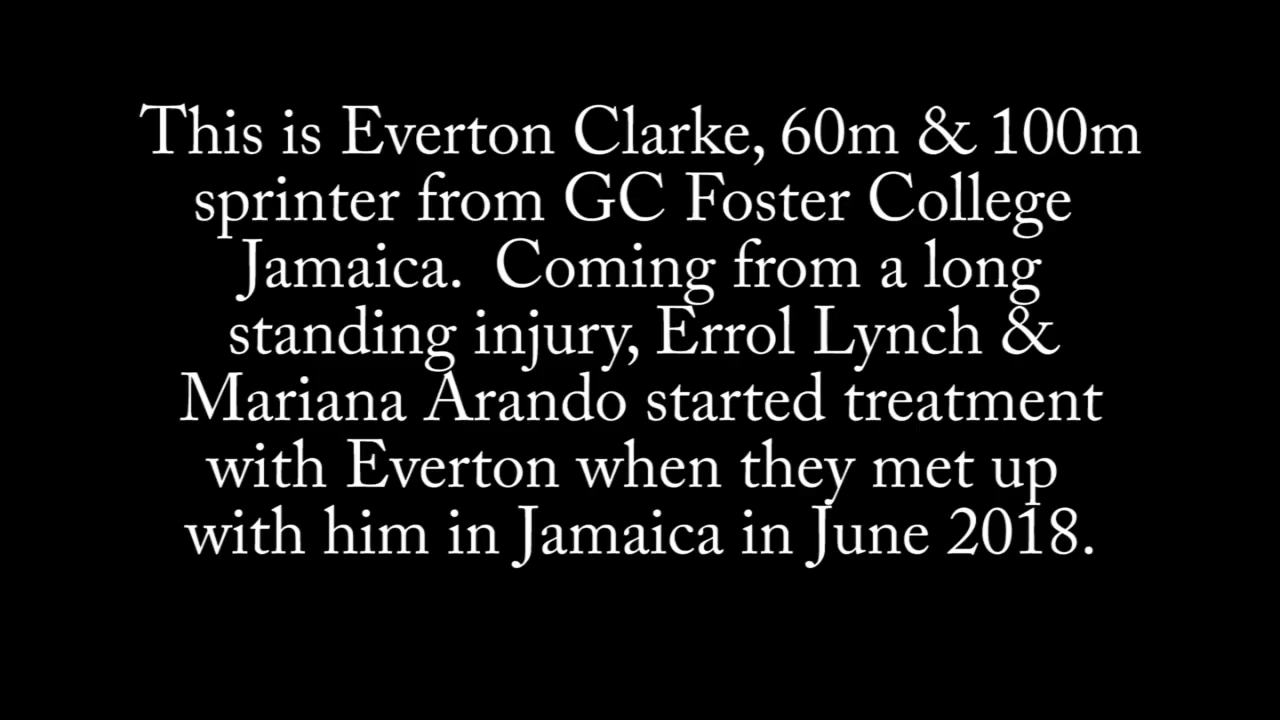 This is Everton Clarke, 60m & 100m
sprinter from GC Foster College
Jamaica.  Coming from a long
standing injury, Errol Lynch &
Mariana Arando started treatment
with Everton when they met up
with him in Jamaica in June 2018.